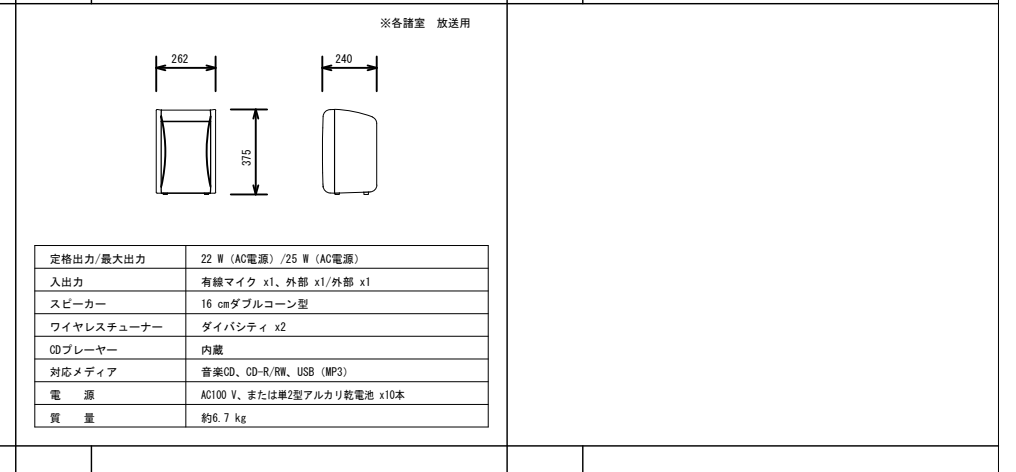 ※各諸室　放送用
262
240
375
定格出力/最大出力　22 W（AC電源）/25 W（AC電源）
入出力　有線マイク x1、外部 x1/外部 x1
スピーカー　16 cmダブルコーン型
ワイヤレスチューナー　ダイバシティ x2
CDプレーヤー　内蔵
対応メディア　音楽CD、CD-R/RW、USB（MP3）
電　源　AC100 V、または単2型アルカリ乾電池 x10本
質　量　約6.7 kg